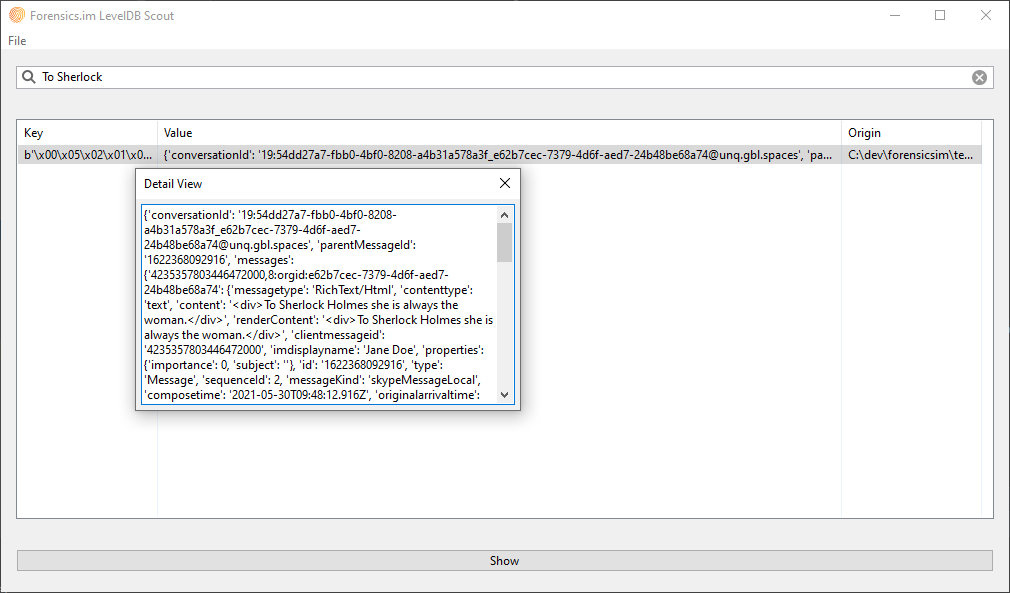 Forensics.im LevelDB Scout
File
To Sherlock
Key Value Origin
b'\x00\x05\x02\x01\x0... {'conversationId': '19:54dd27a7-fbb0-4bf0-8208-a4b31a578a3f_e62b7cec-7379-4d6f-aed7-24b48be68a74@unq.gbl.spaces', 'pa... C:\dev\forensicsim\te...
Detail View
{'conversationId': '19:54dd27a7-fbb0-4bf0-8208-
a4b31a578a3f_e62b7cec-7379-4d6f-aed7-
24b48be68a74@unq.gbl.spaces', 'parentMessageId':
'1622368092916', 'messages':
{'4235357803446472000,8:orgid:e62b7cec-7379-4d6f-aed7-
24b48be68a74': {'messagetype': 'RichText/Html', 'contenttype':
'text', 'content': '<div>To Sherlock Holmes she is always the
woman.</div>', 'renderContent': '<div>To Sherlock Holmes she is
always the woman.</div>', 'clientmessageid':
'4235357803446472000', 'imdisplayname': 'Jane Doe', 'properties':
{'importance': 0, 'subject': ''}, 'id': '1622368092916', 'type':
'Message', 'sequenceId': 2, 'messageKind': 'skypeMessageLocal',
'composetime': '2021-05-30T09:48:12.916Z', 'originalarrivaltime':
Show